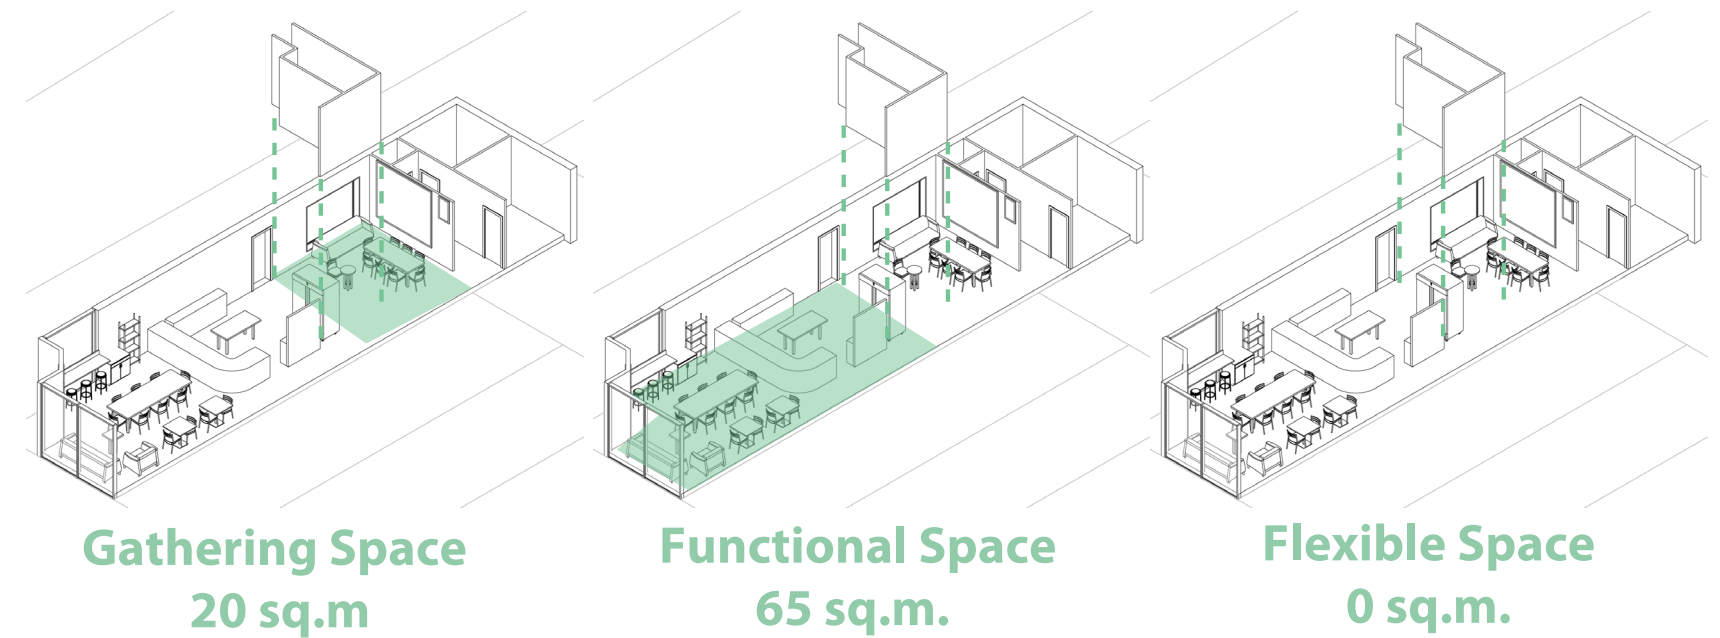 Gathering Space
20 sq.m
Functional Space
65 sq.m.
Flexible Space
0 sq.m.